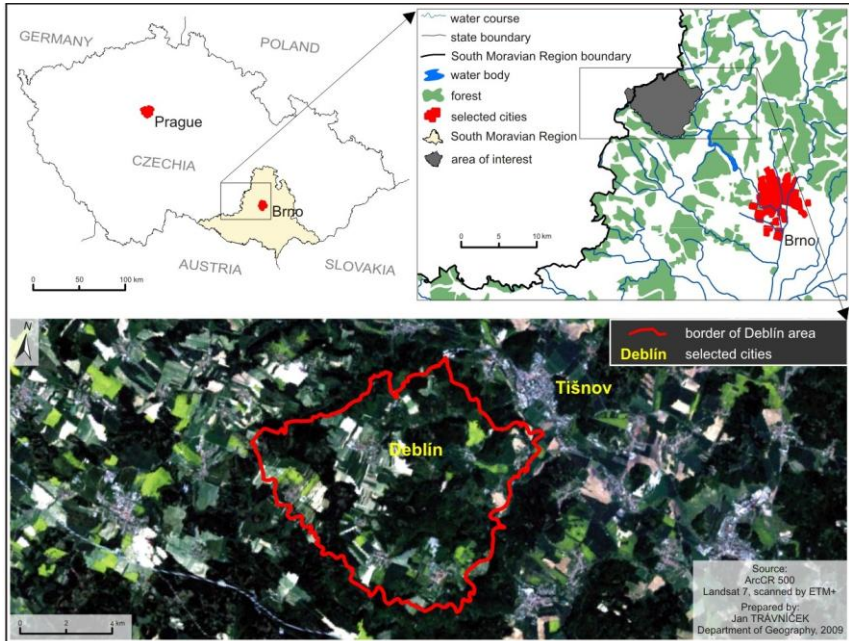 GERMANY
POLAND
Prague
CZECHIA
Brno
AUSTRIA
SLOVAKIA
0 50 100 km
water course
state boundary
South Moravian Region boundary
water body
forest
selected cities
South Moravian Region
area of interest
0 5 10 km
Brno
N
border of Deblín area
Deblín selected cities
Tišnov
Deblín
0 2 4 km
Source:
ArcCR 500
Landsat 7, scanned by ETM+
Prepared by:
Jan TRÁVNÍČEK
Department of Geography, 2009